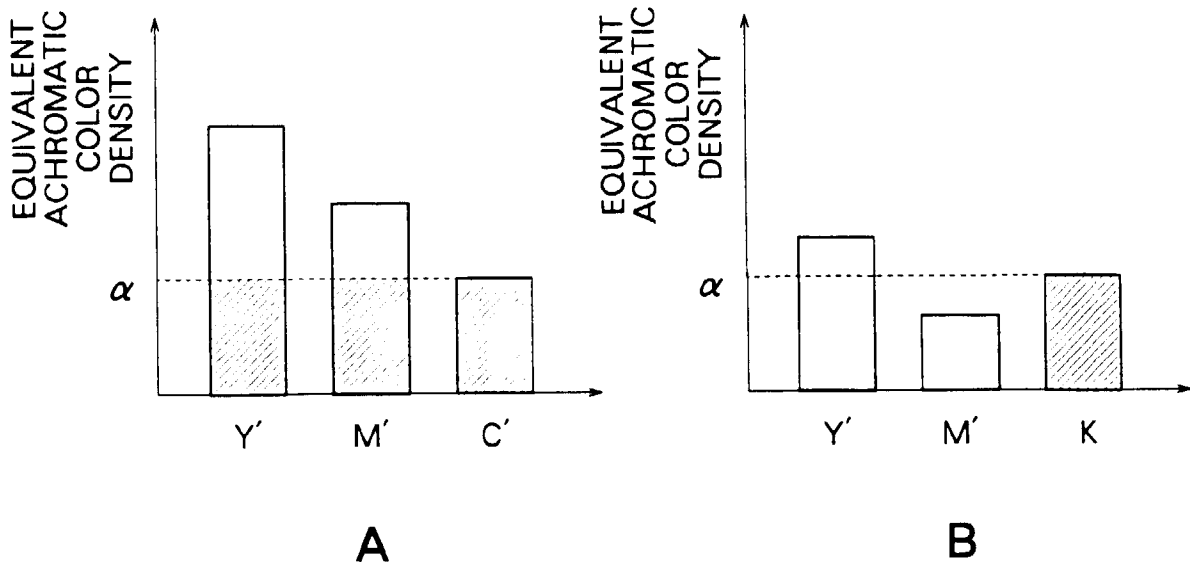 EQUIVALENT
ACHROMATIC
COLOR
DENSITY
α
Y′ M′ C′
A
EQUIVALENT
ACHROMATIC
COLOR
DENSITY
α
Y′ M′ K
B